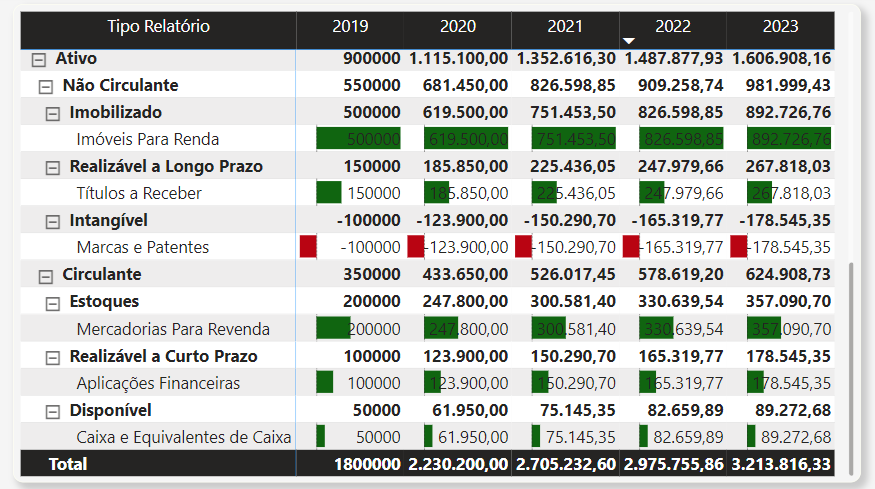 Tipo Relatório 2019 2020 2021 2022 2023
Ativo 900000 1.115.100,00 1.352.616,30 1.487.877,93 1.606.908,16
Não Circulante 550000 681.450,00 826.598,85 909.258,74 981.999,43
Imobilizado 500000 619.500,00 751.453,50 826.598,85 892.726,76
Imóveis Para Renda 500000 619.500,00 751.453,50 826.598,85 892.726,76
Realizável a Longo Prazo 150000 185.850,00 225.436,05 247.979,66 267.818,03
Títulos a Receber 150000 185.850,00 225.436,05 247.979,66 267.818,03
Intangível -100000 -123.900,00 -150.290,70 -165.319,77 -178.545,35
Marcas e Patentes -100000 -123.900,00 -150.290,70 -165.319,77 -178.545,35
Circulante 350000 433.650,00 526.017,45 578.619,20 624.908,73
Estoques 200000 247.800,00 300.581,40 330.639,54 357.090,70
Mercadorias Para Revenda 200000 247.800,00 300.581,40 330.639,54 357.090,70
Realizável a Curto Prazo 100000 123.900,00 150.290,70 165.319,77 178.545,35
Aplicações Financeiras 100000 123.900,00 150.290,70 165.319,77 178.545,35
Disponível 50000 61.950,00 75.145,35 82.659,89 89.272,68
Caixa e Equivalentes de Caixa 50000 61.950,00 75.145,35 82.659,89 89.272,68
Total 1800000 2.230.200,00 2.705.232,60 2.975.755,86 3.213.816,33